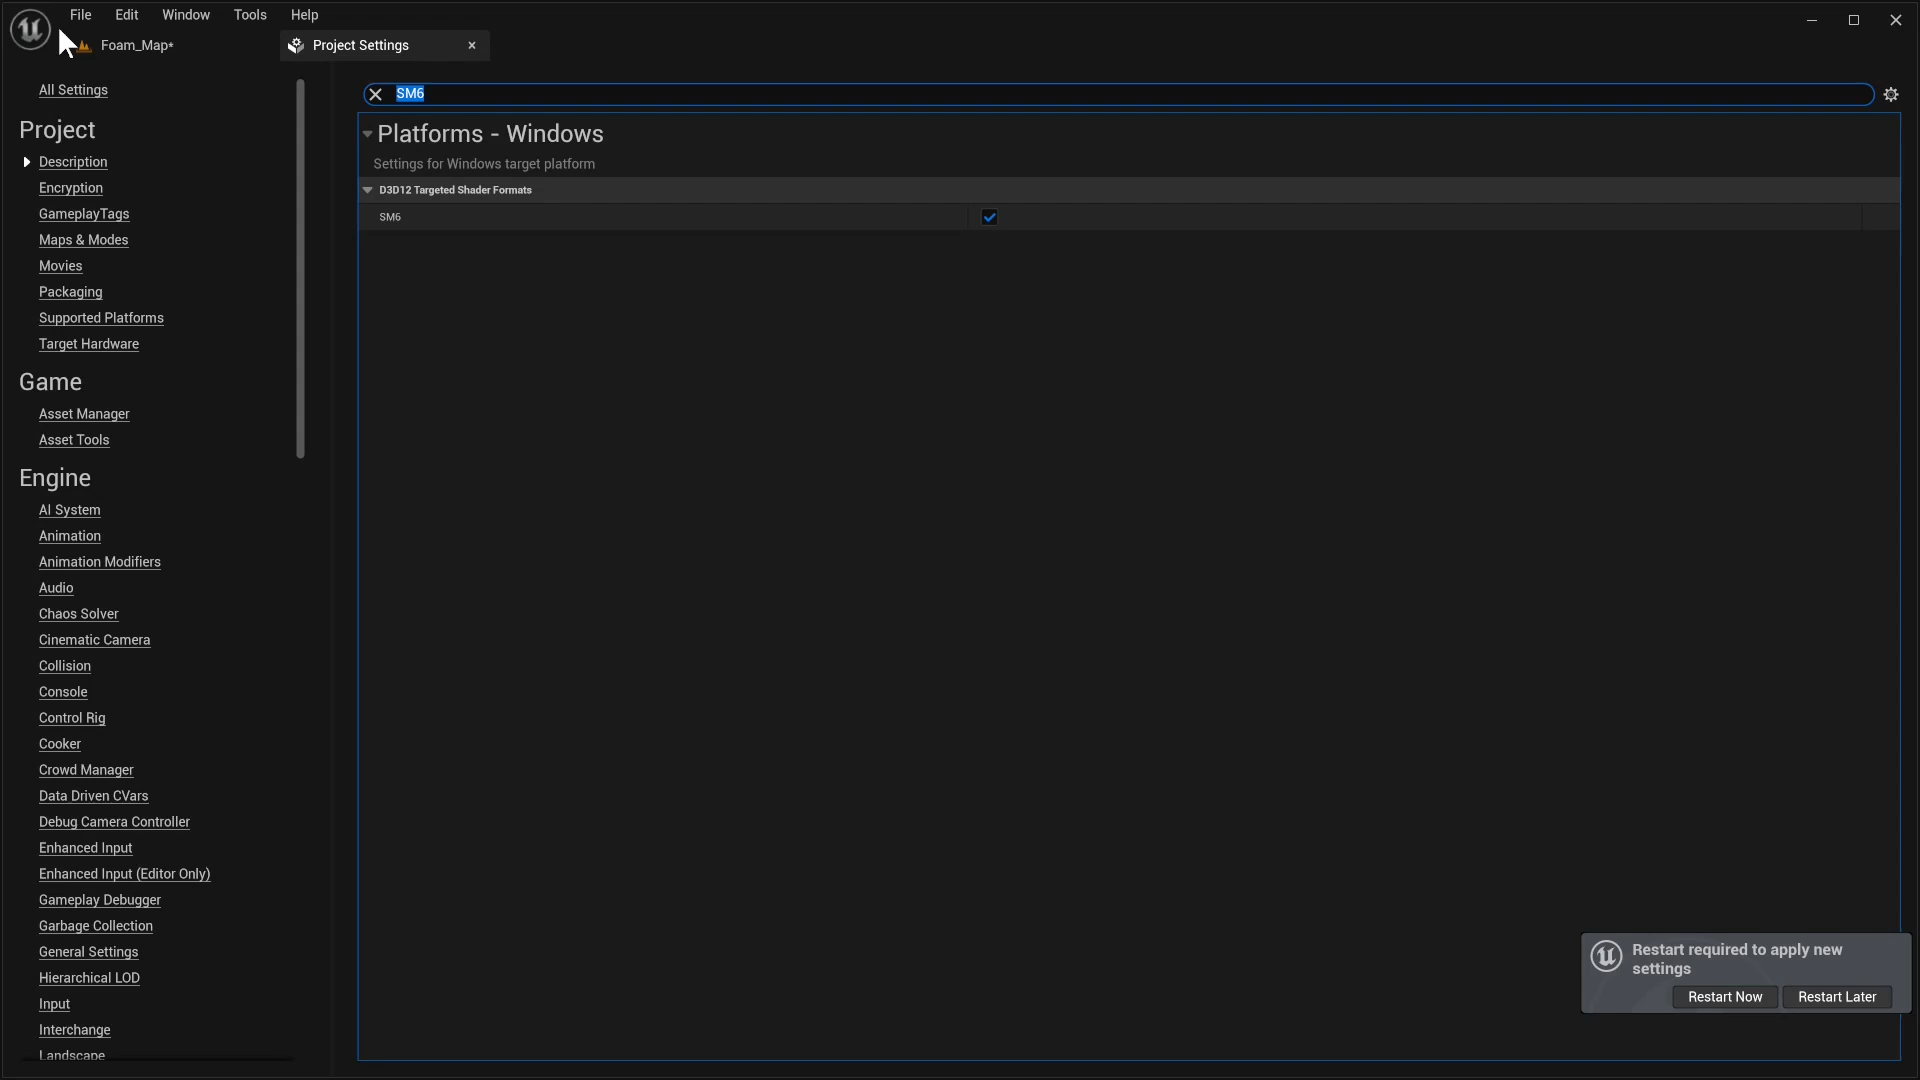 File Edit Window Tools Help
Foam_Map*
Project Settings
All Settings
Project
Description
Encryption
GameplayTags
Maps & Modes
Movies
Packaging
Supported Platforms
Target Hardware
Game
Asset Manager
Asset Tools
Engine
AI System
Animation
Animation Modifiers
Audio
Chaos Solver
Cinematic Camera
Collision
Console
Control Rig
Cooker
Crowd Manager
Data Driven CVars
Debug Camera Controller
Enhanced Input
Enhanced Input (Editor Only)
Gameplay Debugger
Garbage Collection
General Settings
Hierarchical LOD
Input
Interchange
Landscape
SM6
Platforms - Windows
Settings for Windows target platform
D3D12 Targeted Shader Formats
SM6
Restart required to apply new
settings
Restart Now Restart Later